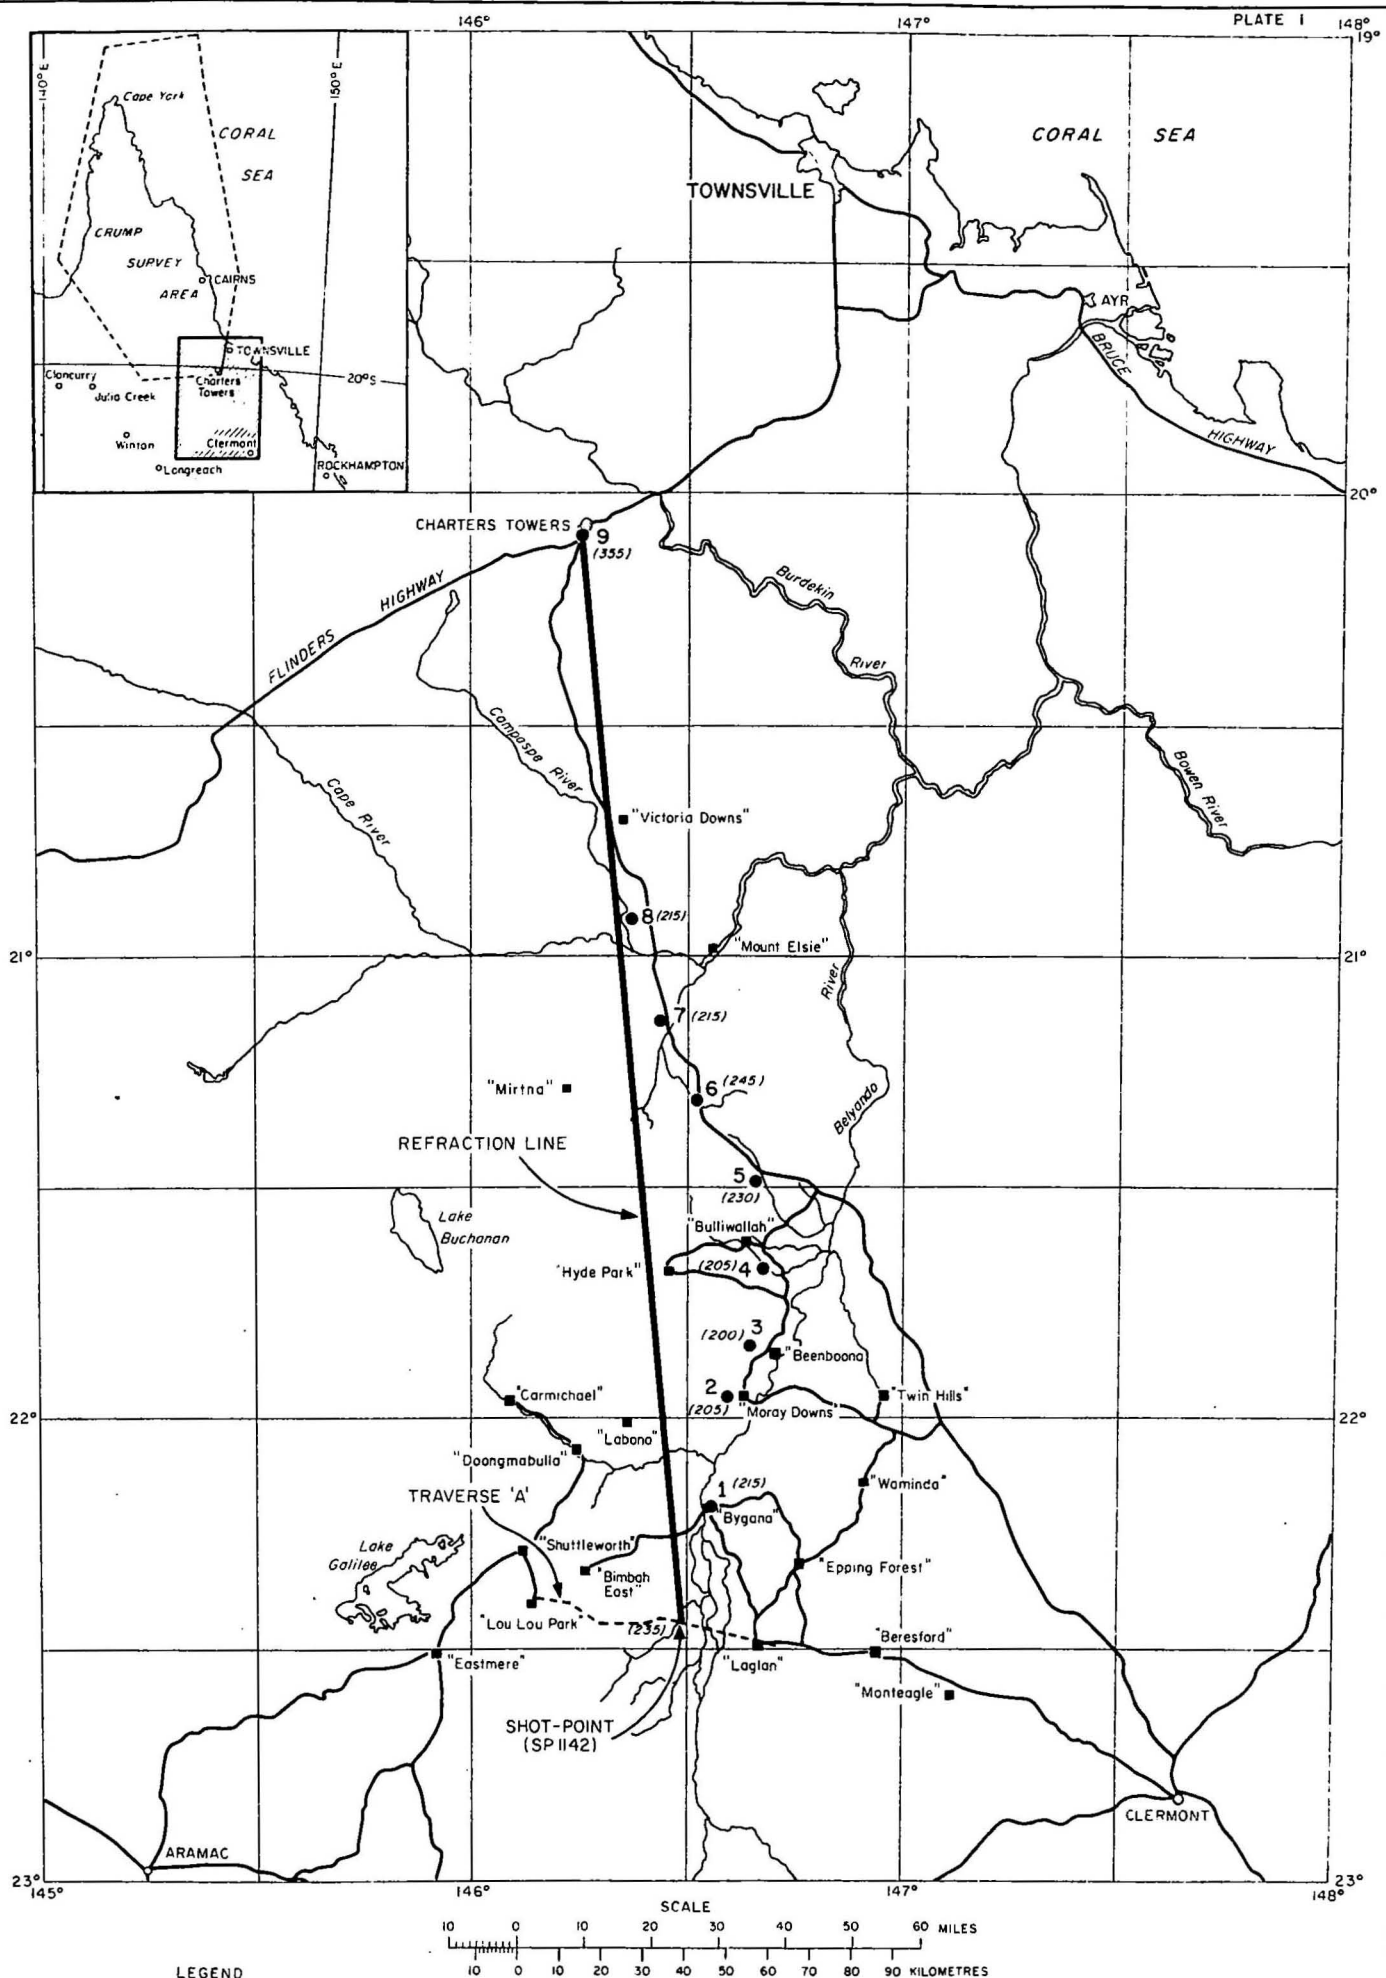 PLATE 1
146°
147°
148°
19°
140° E
150° E
Cape York
CORAL
SEA
CRUMP
SURVEY
AREA
CAIRNS
TOWNSVILLE
20°S
Cloncurry
Julia Creek
Charters
Towers
Winton
Clermont
Longreach
ROCKHAMPTON
CORAL SEA
TOWNSVILLE
AYR
BRUCE
HIGHWAY
20°
CHARTERS TOWERS
9
(355)
FLINDERS
HIGHWAY
Burdekin
River
Campaspe River
Cape River
Bowen River
"Victoria Downs"
8 (215)
"Mount Elsie"
21°
21°
River
7 (215)
"Mirtna"
6 (245)
Belyando
REFRACTION LINE
5
(230)
Lake
Buchanan
"Bulliwallah"
"Hyde Park"
(205) 4
3
(200)
"Beenboona
2
(205)
"Carmichael"
"Moray Downs"
"Twin Hills"
22°
22°
"Labona"
"Doongmabulla"
TRAVERSE 'A'
1 (215)
"Bygana"
"Waminda"
Lake
Galilee
"Shuttleworth"
"Bimbah
East"
"Epping Forest"
"Lou Lou Park"
(235)
"Beresford"
"Eastmere"
"Laglan"
"Monteagle"
SHOT-POINT
(SP 1142)
CLERMONT
ARAMAC
23°
23°
145°
146°
147°
148°
SCALE
10 0 10 20 30 40 50 60 MILES
10 0 10 20 30 40 50 60 70 80 90 KILOMETRES
LEGEND